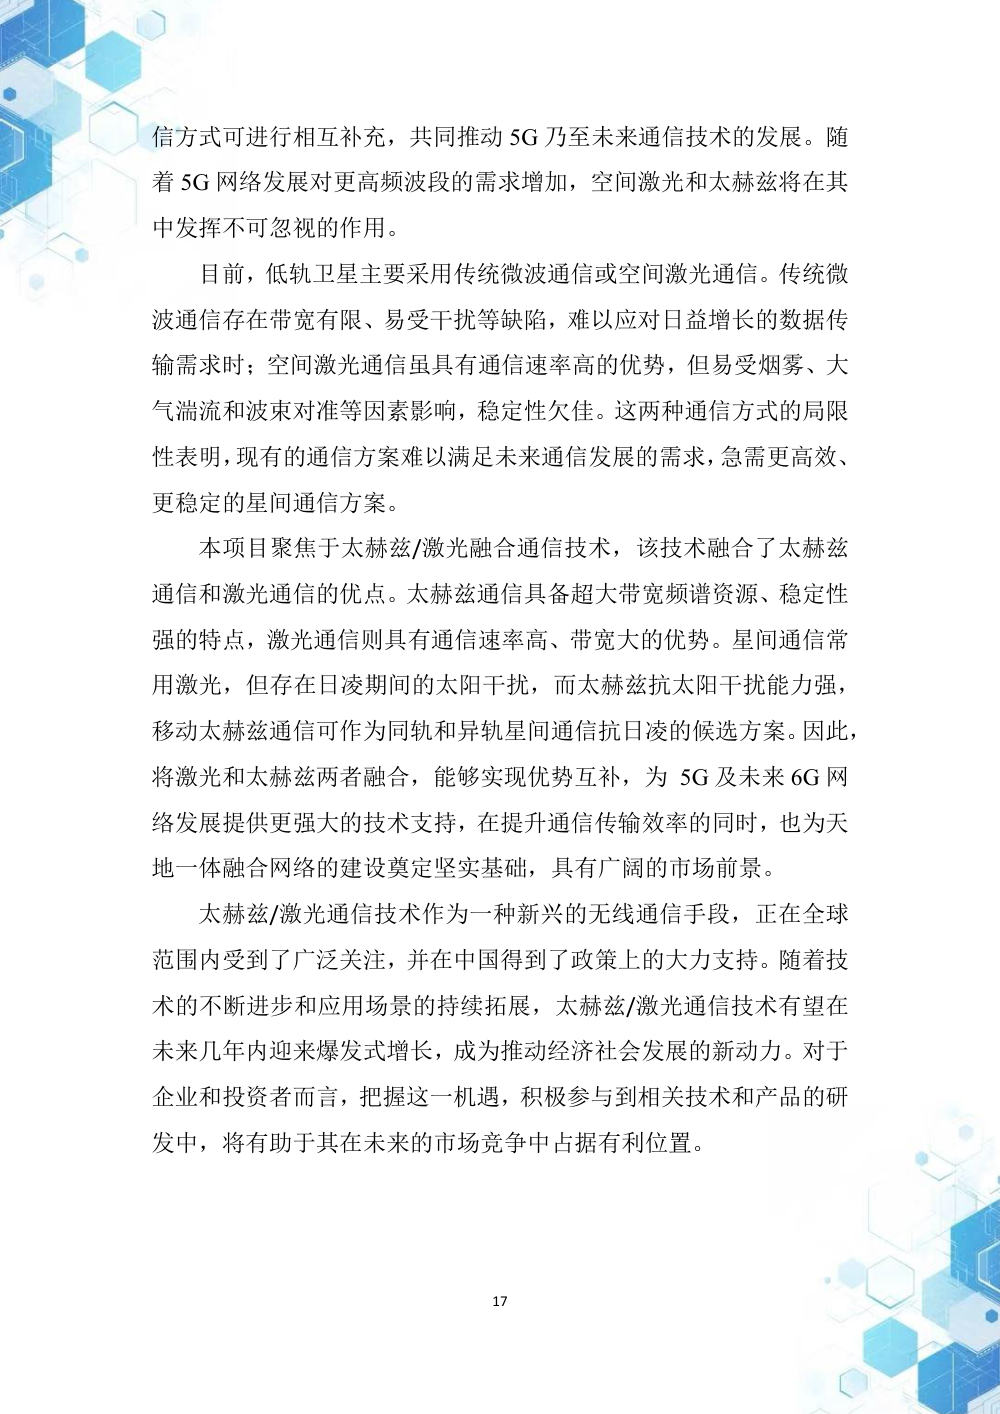 信方式可进行相互补充，共同推动 5G 乃至未来通信技术的发展。随
着 5G 网络发展对更高频波段的需求增加，空间激光和太赫兹将在其
中发挥不可忽视的作用。
目前，低轨卫星主要采用传统微波通信或空间激光通信。传统微
波通信存在带宽有限、易受干扰等缺陷，难以应对日益增长的数据传
输需求时；空间激光通信虽具有通信速率高的优势，但易受烟雾、大
气湍流和波束对准等因素影响，稳定性欠佳。这两种通信方式的局限
性表明，现有的通信方案难以满足未来通信发展的需求，急需更高效、
更稳定的星间通信方案。
本项目聚焦于太赫兹/激光融合通信技术，该技术融合了太赫兹
通信和激光通信的优点。太赫兹通信具备超大带宽频谱资源、稳定性
强的特点，激光通信则具有通信速率高、带宽大的优势。星间通信常
用激光，但存在日凌期间的太阳干扰，而太赫兹抗太阳干扰能力强，
移动太赫兹通信可作为同轨和异轨星间通信抗日凌的候选方案。因此，
将激光和太赫兹两者融合，能够实现优势互补，为 5G 及未来 6G 网
络发展提供更强大的技术支持，在提升通信传输效率的同时，也为天
地一体融合网络的建设奠定坚实基础，具有广阔的市场前景。
太赫兹/激光通信技术作为一种新兴的无线通信手段，正在全球
范围内受到了广泛关注，并在中国得到了政策上的大力支持。随着技
术的不断进步和应用场景的持续拓展，太赫兹/激光通信技术有望在
未来几年内迎来爆发式增长，成为推动经济社会发展的新动力。对于
企业和投资者而言，把握这一机遇，积极参与到相关技术和产品的研
发中，将有助于其在未来的市场竞争中占据有利位置。
17